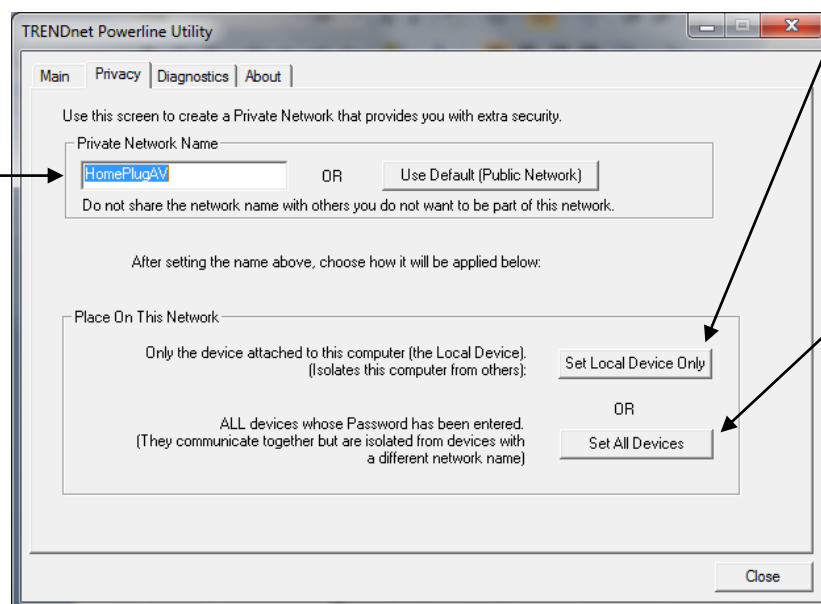 TRENDnet Powerline Utility
Main Privacy Diagnostics About
Use this screen to create a Private Network that provides you with extra security.
Private Network Name
HomePlugAV OR Use Default (Public Network)
Do not share the network name with others you do not want to be part of this network.
After setting the name above, choose how it will be applied below:
Place On This Network
Only the device attached to this computer (the Local Device).
(Isolates this computer from others):
Set Local Device Only
OR
ALL devices whose Password has been entered.
(They communicate together but are isolated from devices with
a different network name)
Set All Devices
Close